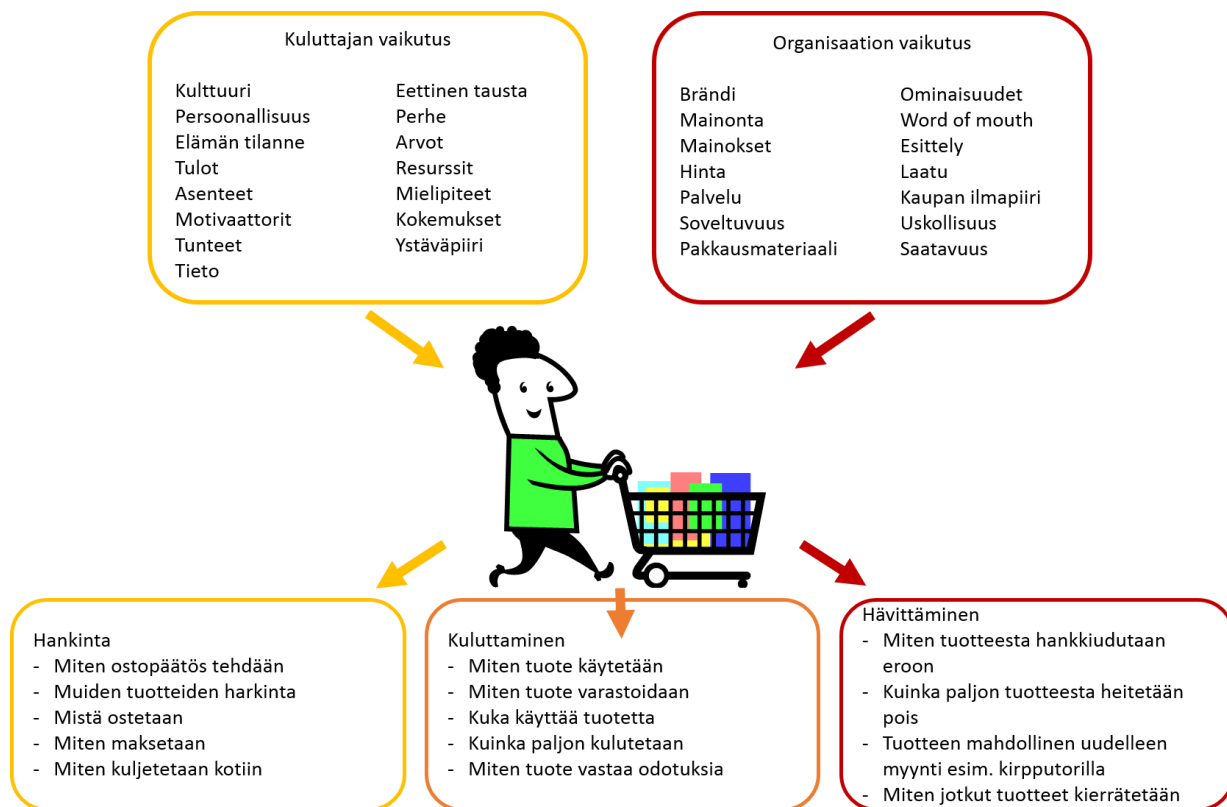 Kuluttajan vaikutus
Kulttuuri
Persoonallisuus
Elämän tilanne
Tulot
Asenteet
Motivaattorit
Tunteet
Tieto
Eettinen tausta
Perhe
Arvot
Resurssit
Mielipiteet
Kokemukset
Ystäväpiiri
Organisaation vaikutus
Brändi
Mainonta
Mainokset
Hinta
Palvelu
Soveltuvuus
Pakkausmateriaali
Ominaisuudet
Word of mouth
Esittely
Laatu
Kaupan ilmapiiri
Uskollisuus
Saatavuus
Hankinta
- Miten ostopäätös tehdään
- Muiden tuotteiden harkinta
- Mistä ostetaan
- Miten maksetaan
- Miten kuljetetaan kotiin
Kuluttaminen
- Miten tuote käytetään
- Miten tuote varastoidaan
- Kuka käyttää tuotetta
- Kuinka paljon kulutetaan
- Miten tuote vastaa odotuksia
Hävittäminen
- Miten tuotteesta hankkiudutaan
eroon
- Kuinka paljon tuotteesta heitetään
pois
- Tuotteen mahdollinen uudelleen
myynti esim. kirpputorilla
- Miten jotkut tuotteet kierrätetään